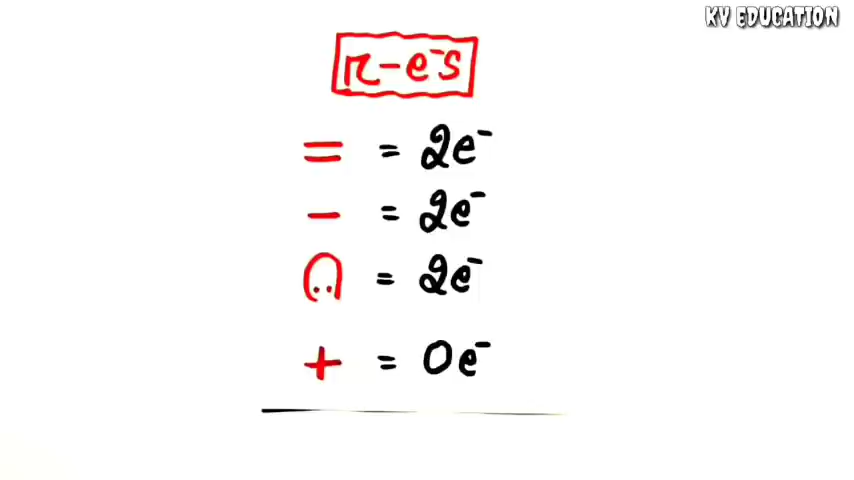 KV EDUCATION
π-e⁻s
= = 2e⁻
- = 2e⁻
= 2e⁻
+ = 0e⁻